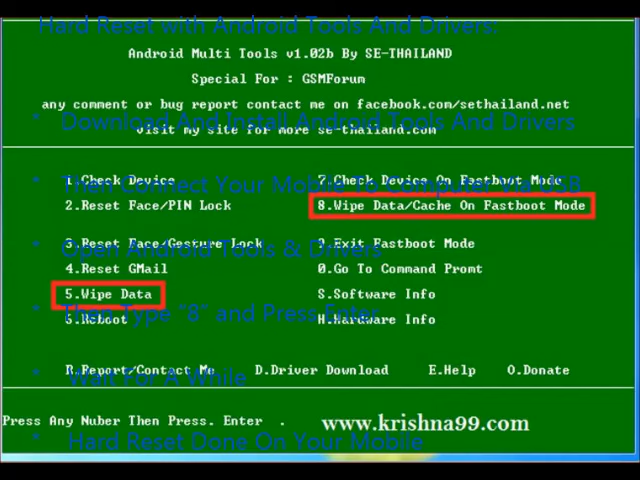 Hard Reset with Android Tools And Drivers:
Android Multi Tools v1.02b By SE-THAILAND
Special For : GSMForum
any comment or bug report contact me on facebook.com/sethailand.net
* Download And Install Android Tools And Drivers
visit my site for more se-thailand.com
1.Check Device 7.Check Device On Fastboot Mode
* Then Connect Your Mobile To Computer Via USB
2.Reset Face/PIN Lock 8.Wipe Data/Cache On Fastboot Mode
3.Reset Face/Gesture Lock 9.Exit Fastboot Mode
* Open Android Tools & Drivers
4.Reset GMail 0.Go To Command Promt
5.Wipe Data S.Software Info
* Then Type "8" and Press Enter
6.Reboot H.Hardware Info
R.Report/Contact Me D.Driver Download E.Help O.Donate
* Wait For A While
Press Any Nuber Then Press. Enter .
www.krishna99.com
* Hard Reset Done On Your Mobile